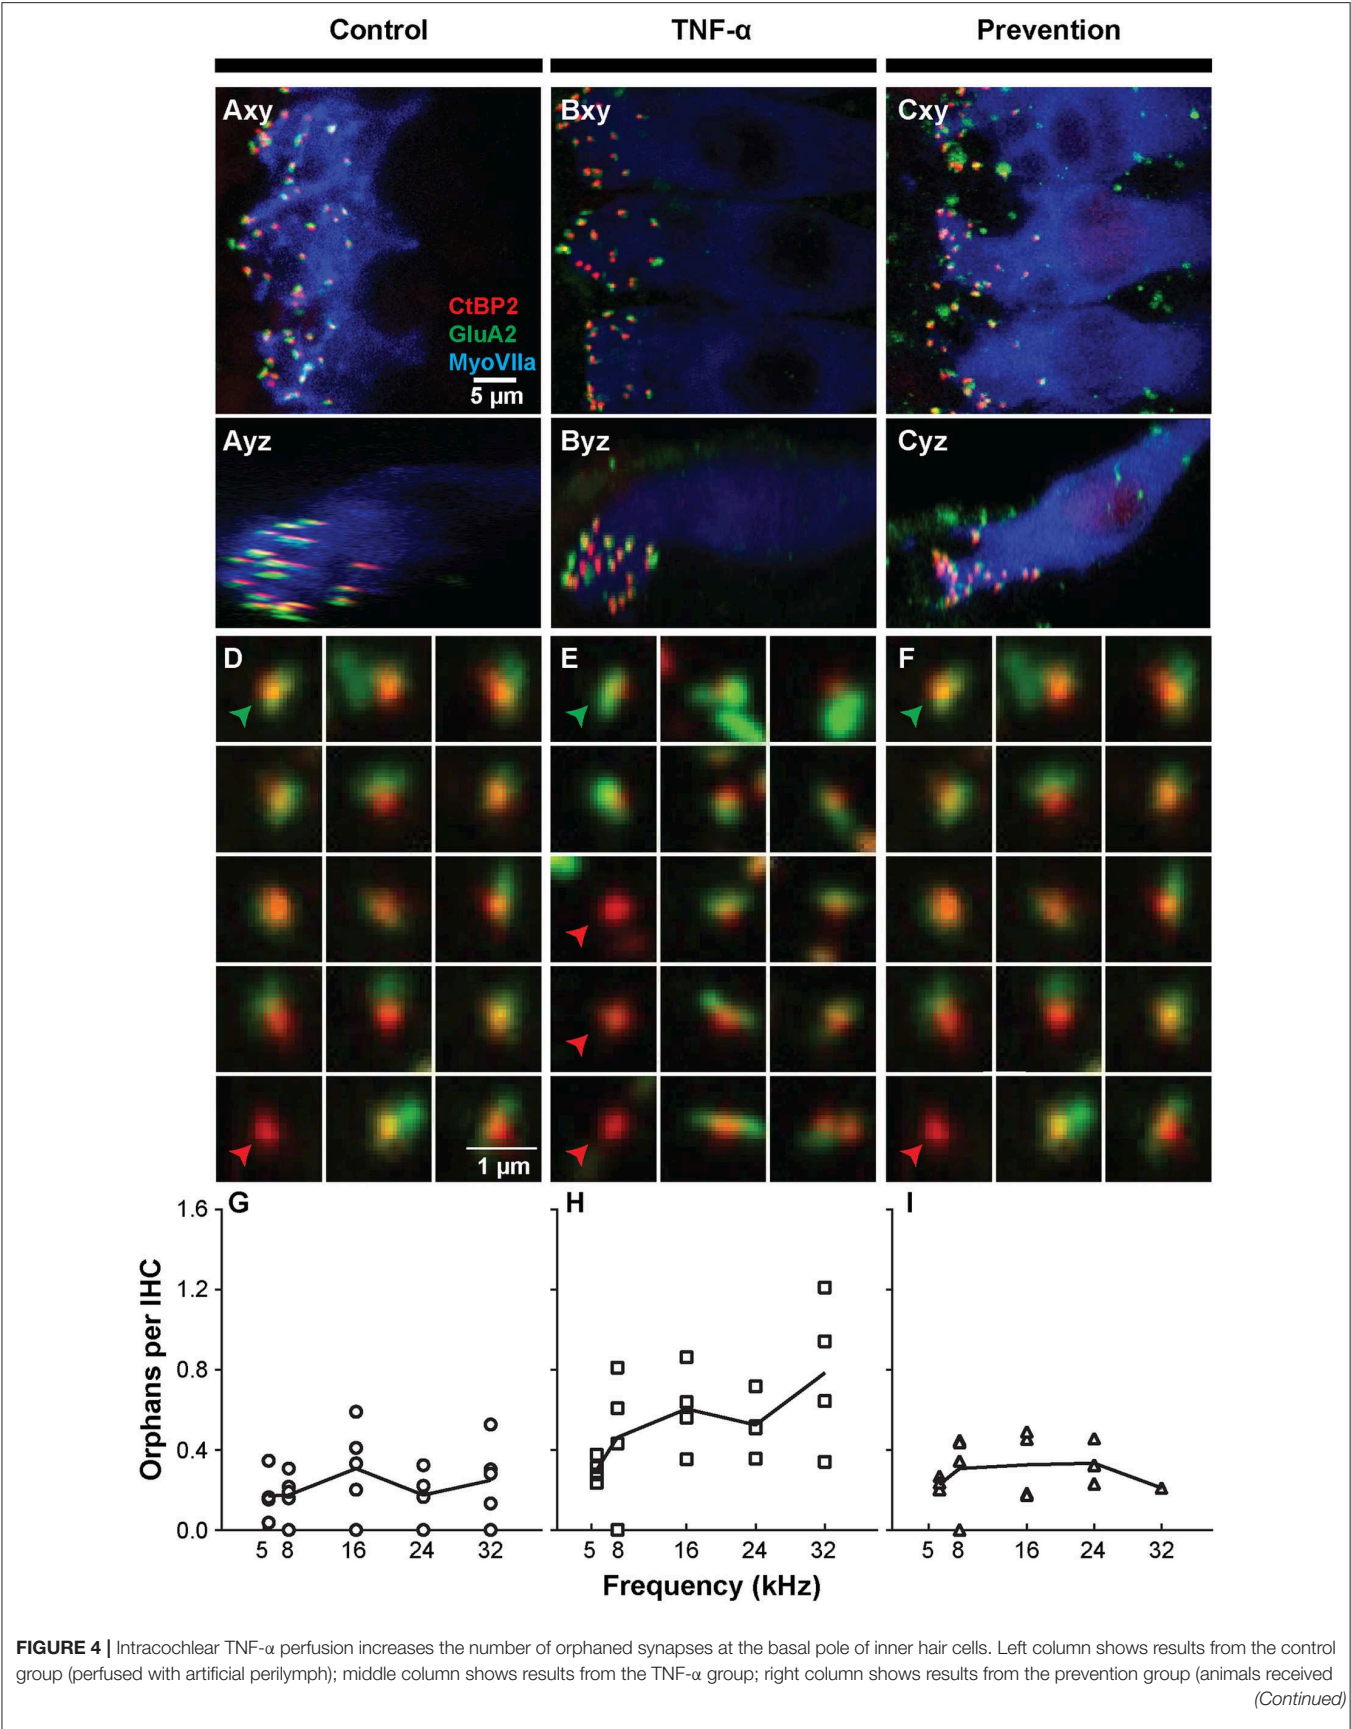 Control
TNF-α
Prevention
Axy
Bxy
Cxy
CtBP2
GluA2
MyoVIIa
5 µm
Ayz
Byz
Cyz
D
E
F
1 µm
G
H
I
Orphans per IHC
1.6
1.2
0.8
0.4
0.0
5 8 16 24 32
5 8 16 24 32
5 8 16 24 32
Frequency (kHz)
FIGURE 4 | Intracochlear TNF-α perfusion increases the number of orphaned synapses at the basal pole of inner hair cells. Left column shows results from the control
group (perfused with artificial perilymph); middle column shows results from the TNF-α group; right column shows results from the prevention group (animals received
(Continued)